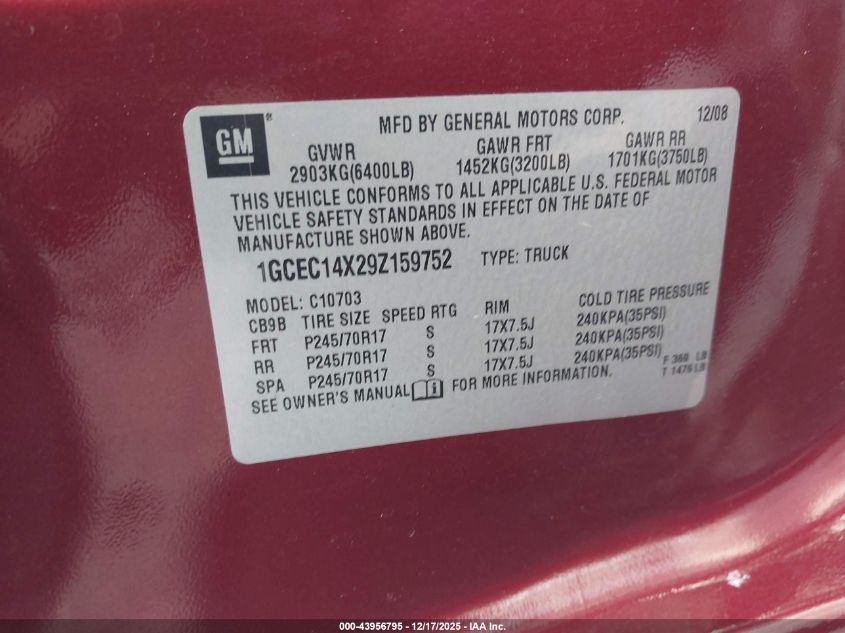 GM
MFD BY GENERAL MOTORS CORP. 12/08
GVWR GAWR FRT GAWR RR
2903KG(6400LB) 1452KG(3200LB) 1701KG(3750LB)
THIS VEHICLE CONFORMS TO ALL APPLICABLE U.S. FEDERAL MOTOR
VEHICLE SAFETY STANDARDS IN EFFECT ON THE DATE OF
MANUFACTURE SHOWN ABOVE.
1GCEC14X29Z159752 TYPE: TRUCK
MODEL: C10703
CB9B TIRE SIZE SPEED RTG RIM COLD TIRE PRESSURE
FRT P245/70R17 S 17X7.5J 240KPA(35PSI)
RR P245/70R17 S 17X7.5J 240KPA(35PSI)
SPA P245/70R17 S 17X7.5J 240KPA(35PSI)
SEE OWNER'S MANUAL FOR MORE INFORMATION.
F 360 LB
T 1476 LB
000-43956795 - 12/17/2025 - IAA Inc.